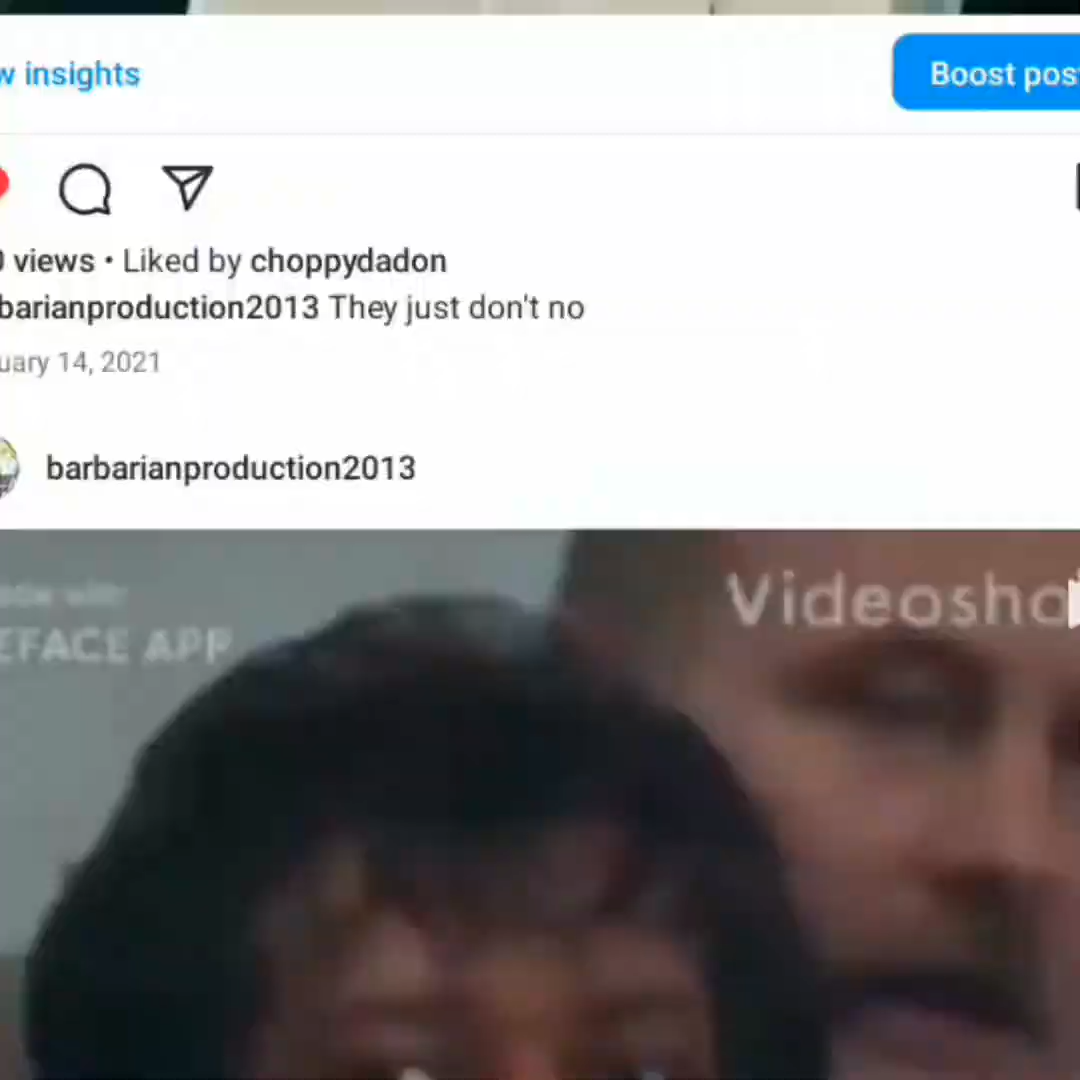 w insights
Boost pos
0 views • Liked by choppydadon
barianproduction2013 They just don't no
uary 14, 2021
barbarianproduction2013
Videosho
EFACE APP